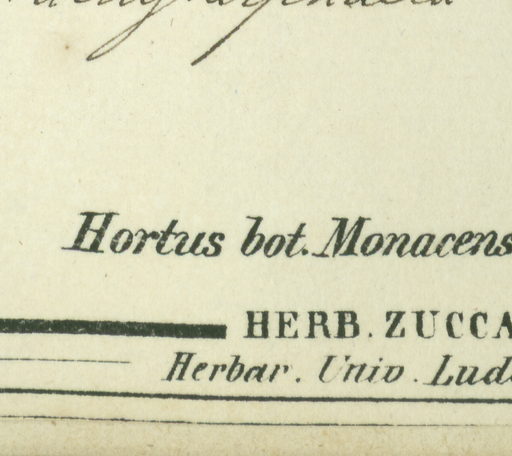 Hortus bot. Monacens
HERB. ZUCCA
Herbar. Univ. Lud